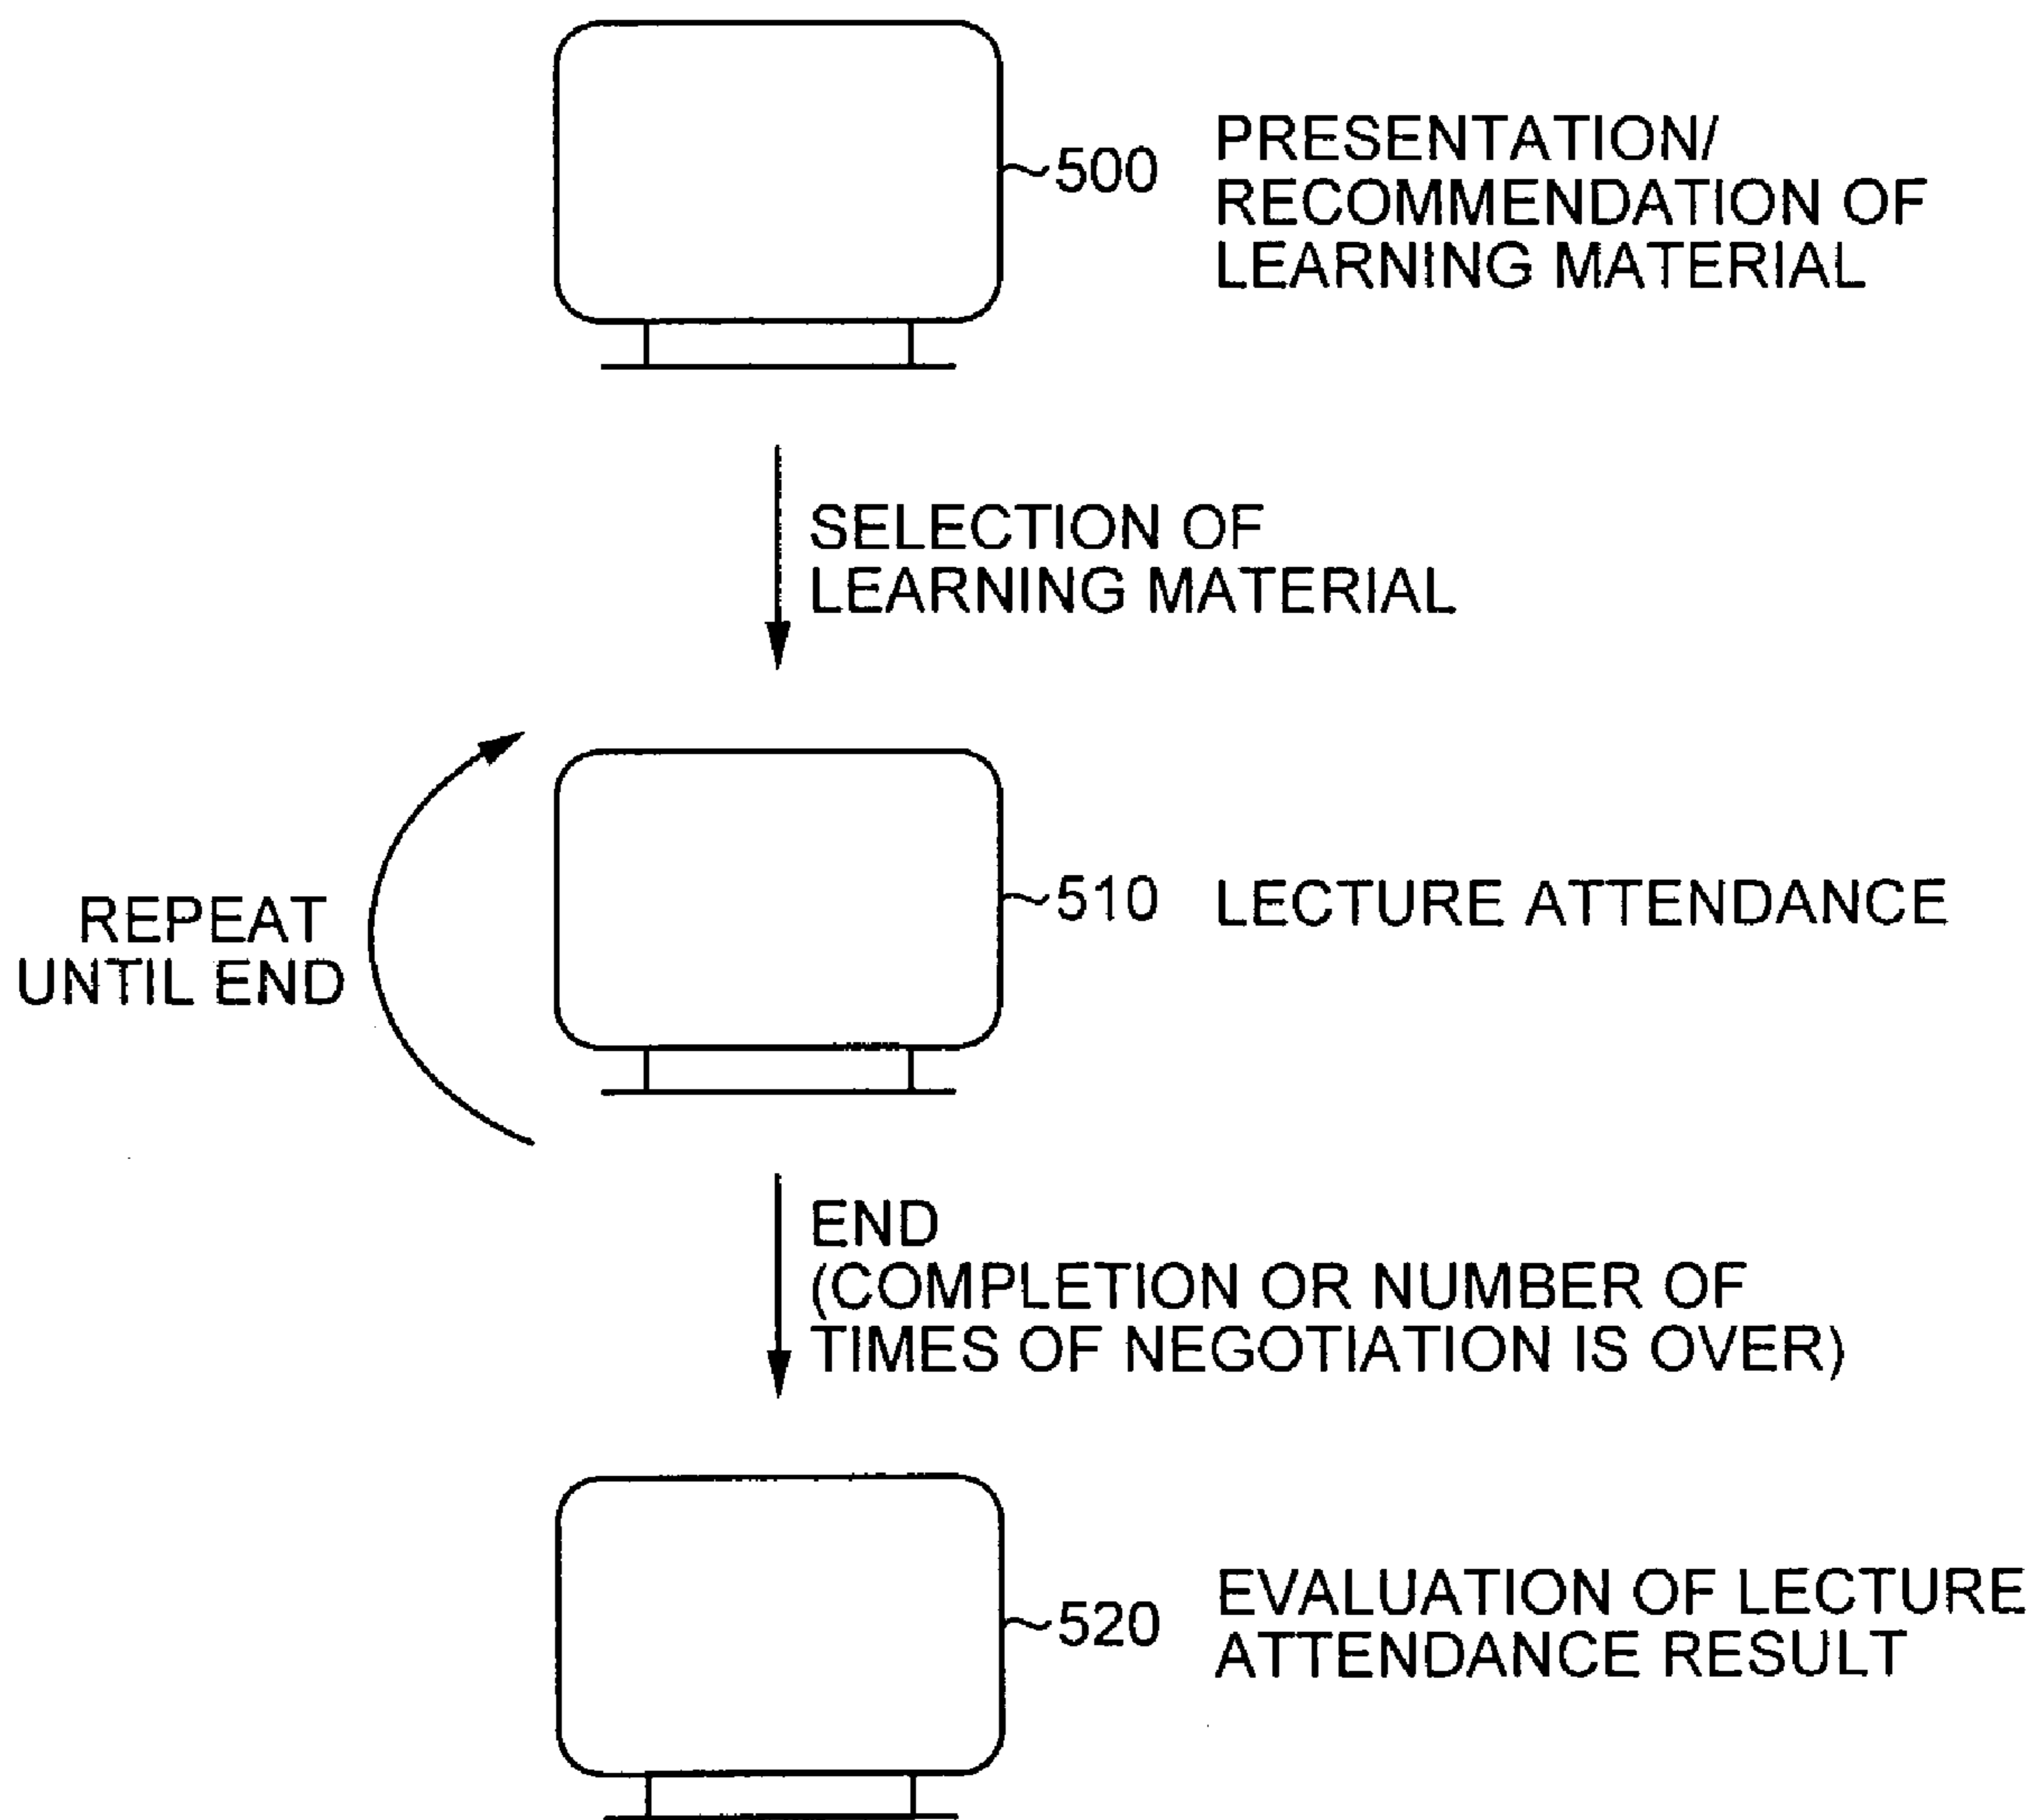 500
PRESENTATION/
RECOMMENDATION OF
LEARNING MATERIAL
SELECTION OF
LEARNING MATERIAL
REPEAT
UNTIL END
510
LECTURE ATTENDANCE
END
(COMPLETION OR NUMBER OF
TIMES OF NEGOTIATION IS OVER)
520
EVALUATION OF LECTURE
ATTENDANCE RESULT